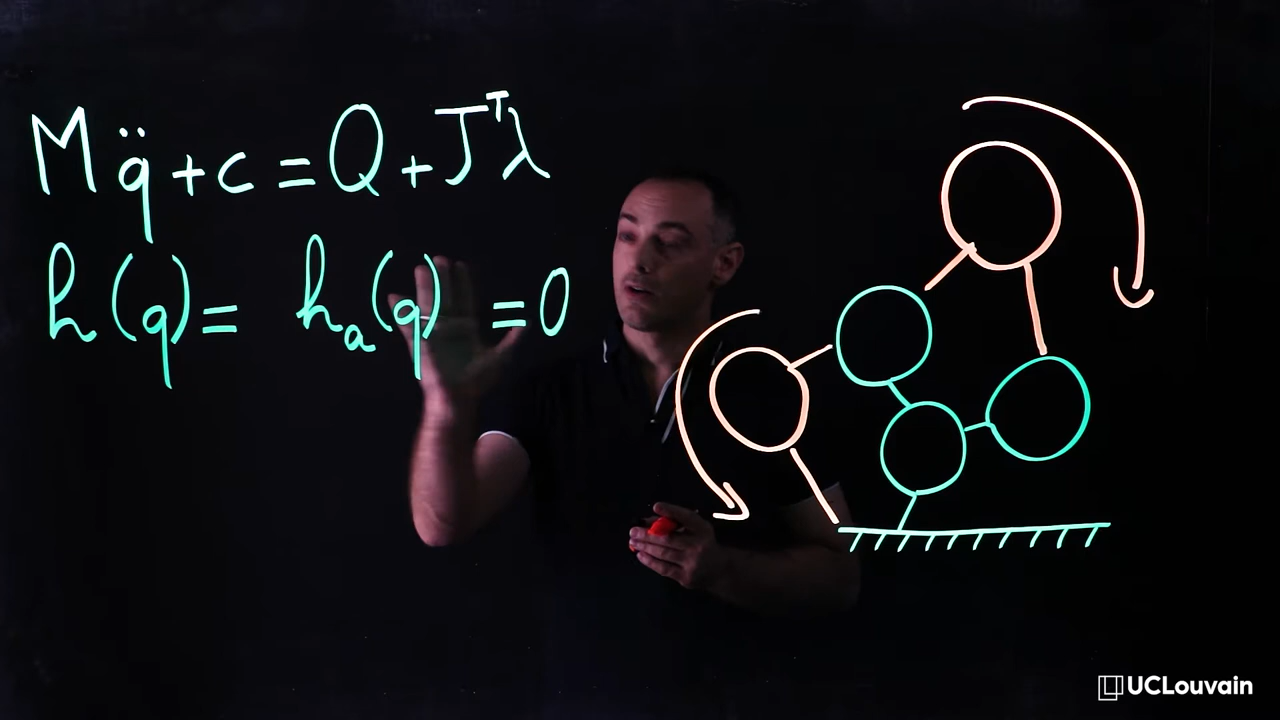 Mq̈ + c = Q + Jᵀλ
h(q) = hₐ(q) = 0
UCLouvain